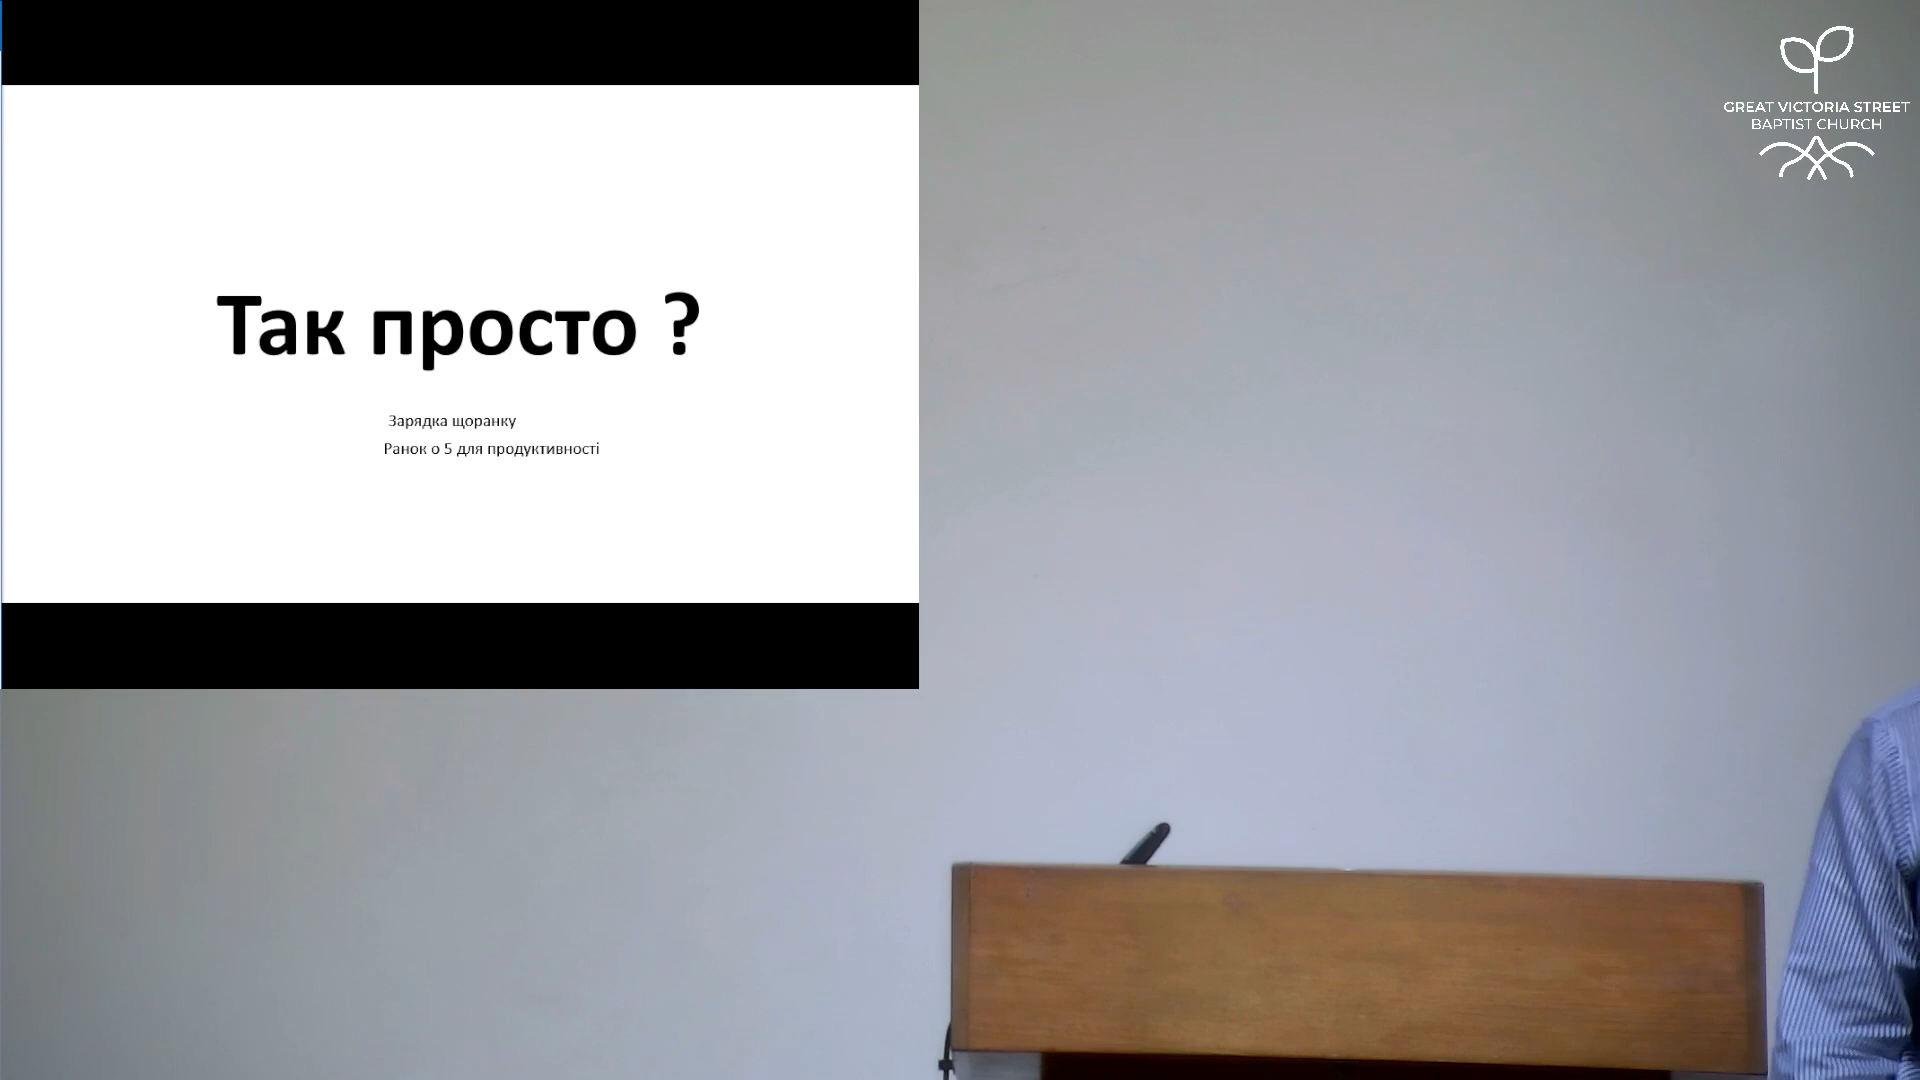 Так просто ?
Зарядка щоранку
Ранок о 5 для продуктивності
GREAT VICTORIA STREET
BAPTIST CHURCH